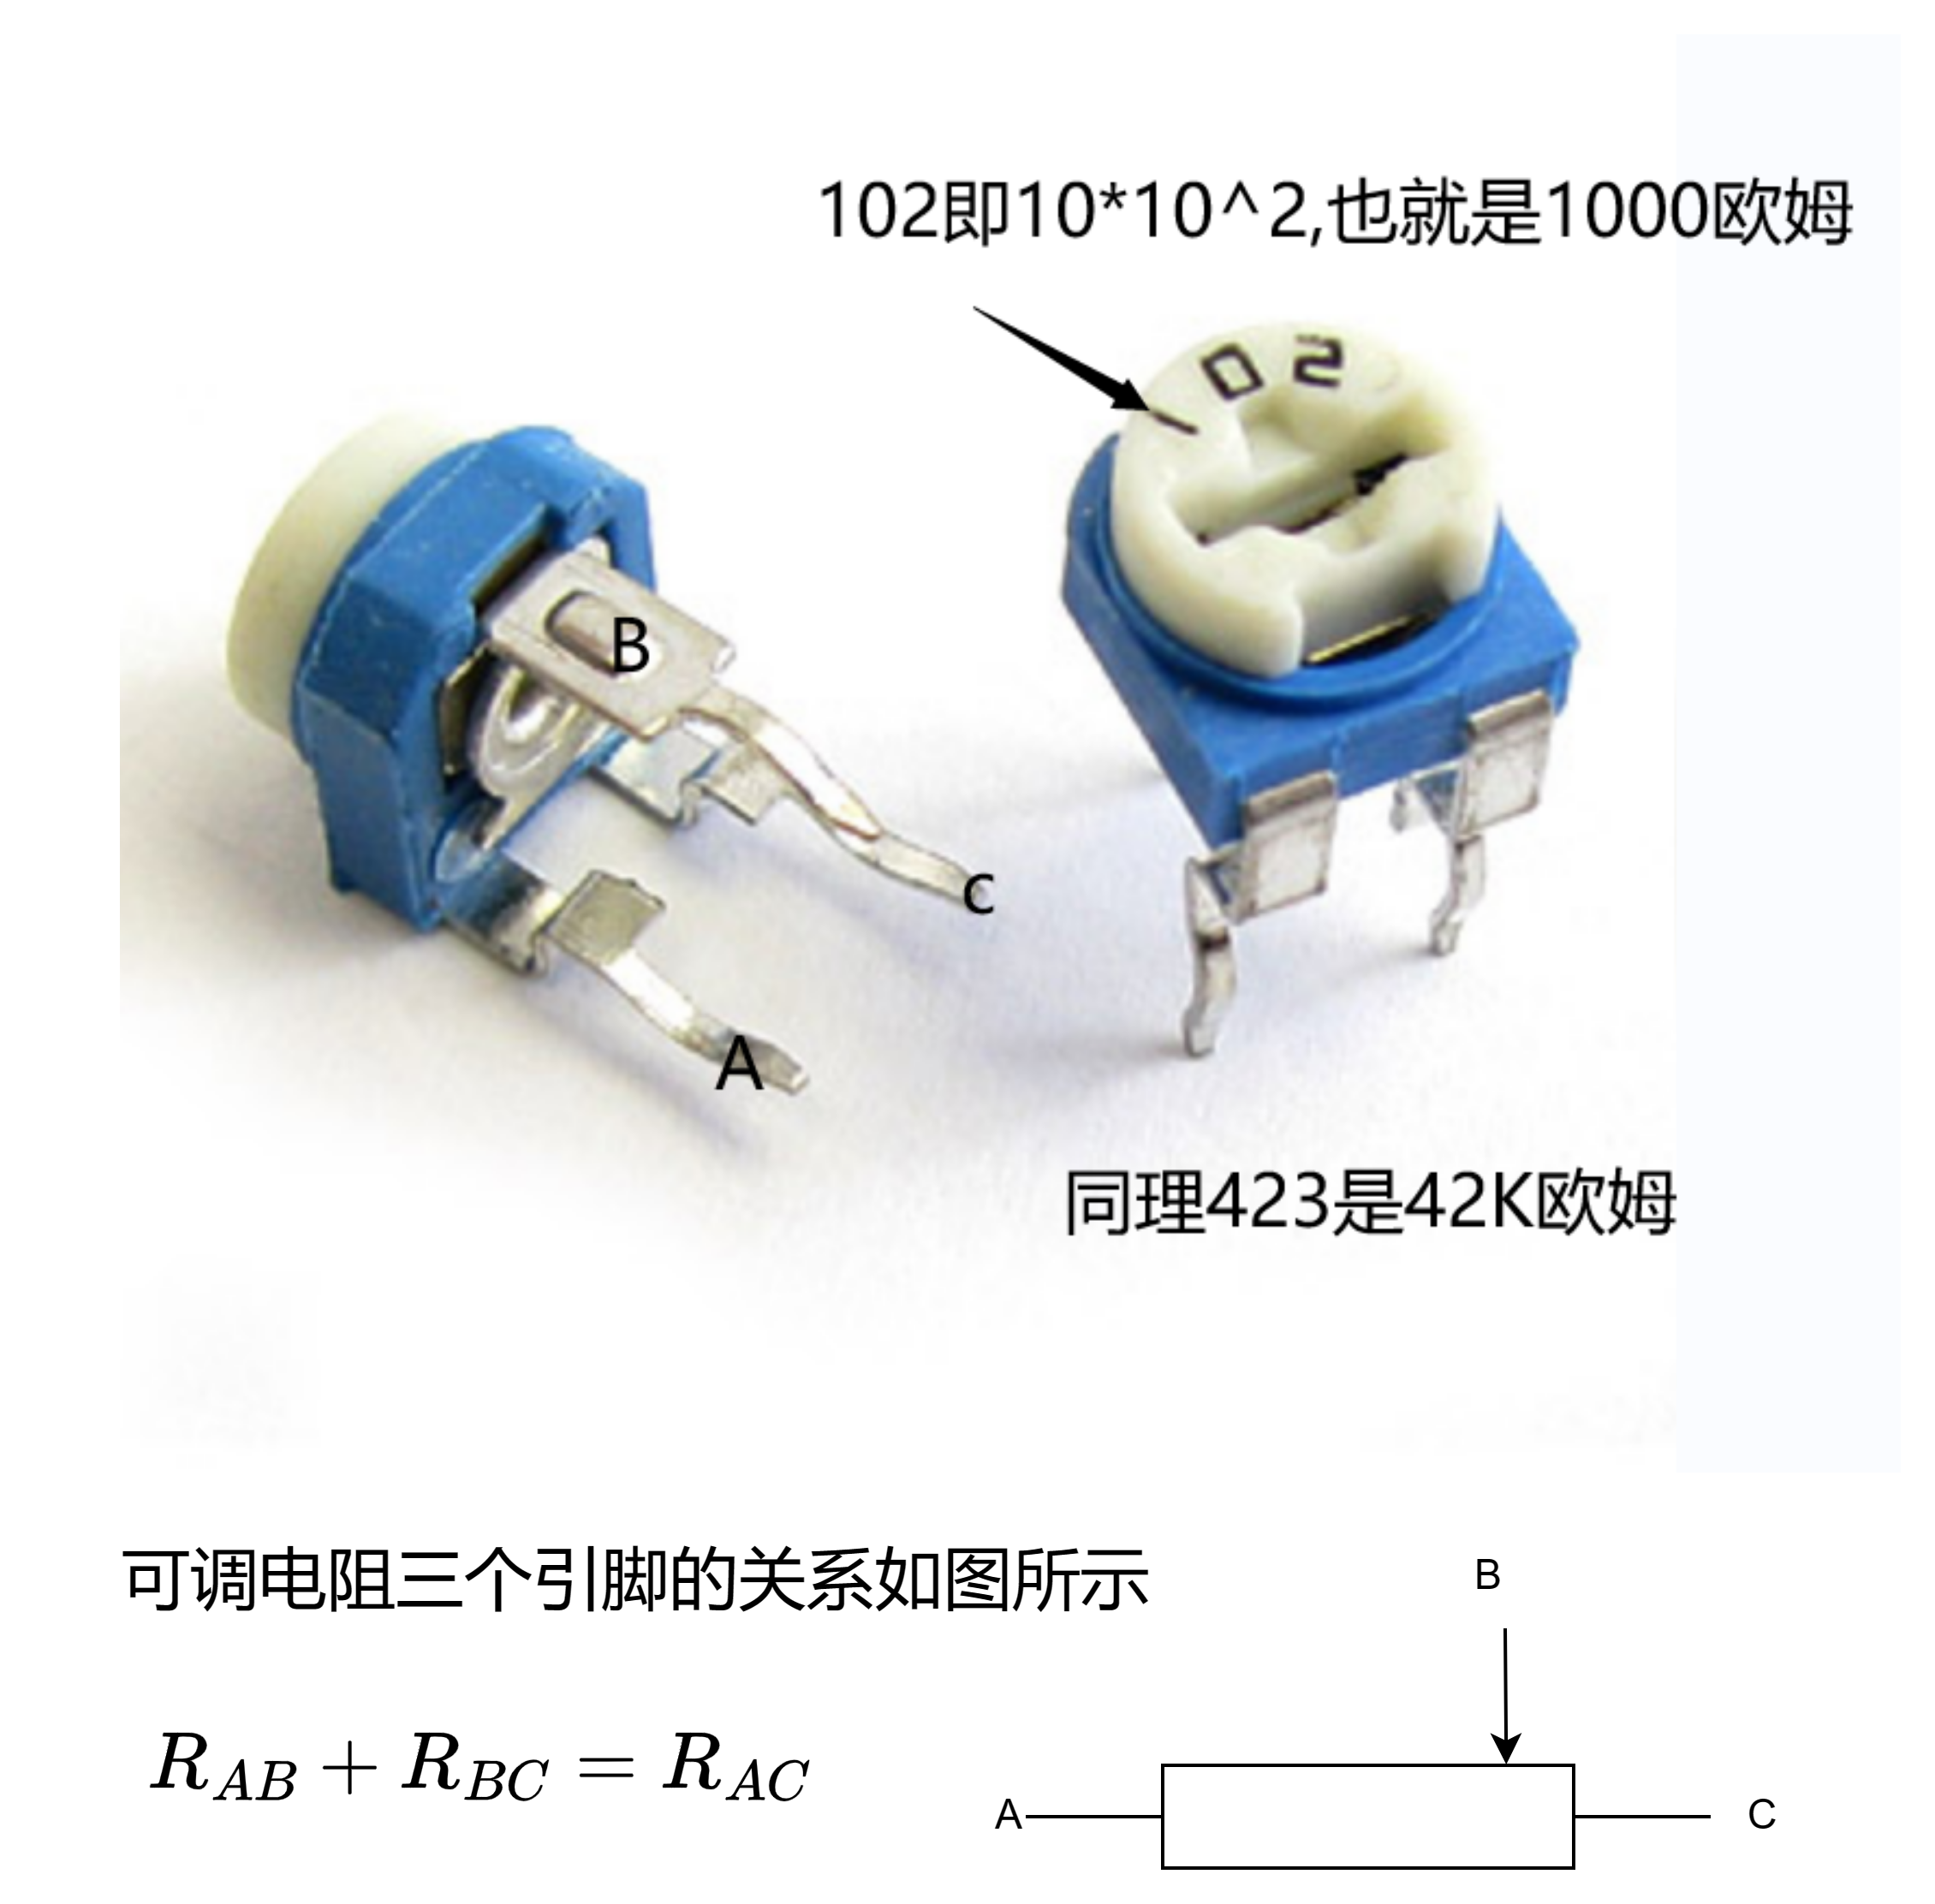 102即10*10^2,也就是1000欧姆
102
B
C
A
同理423是42K欧姆
可调电阻三个引脚的关系如图所示
B
R_{AB} + R_{BC} = R_{AC}
A
C